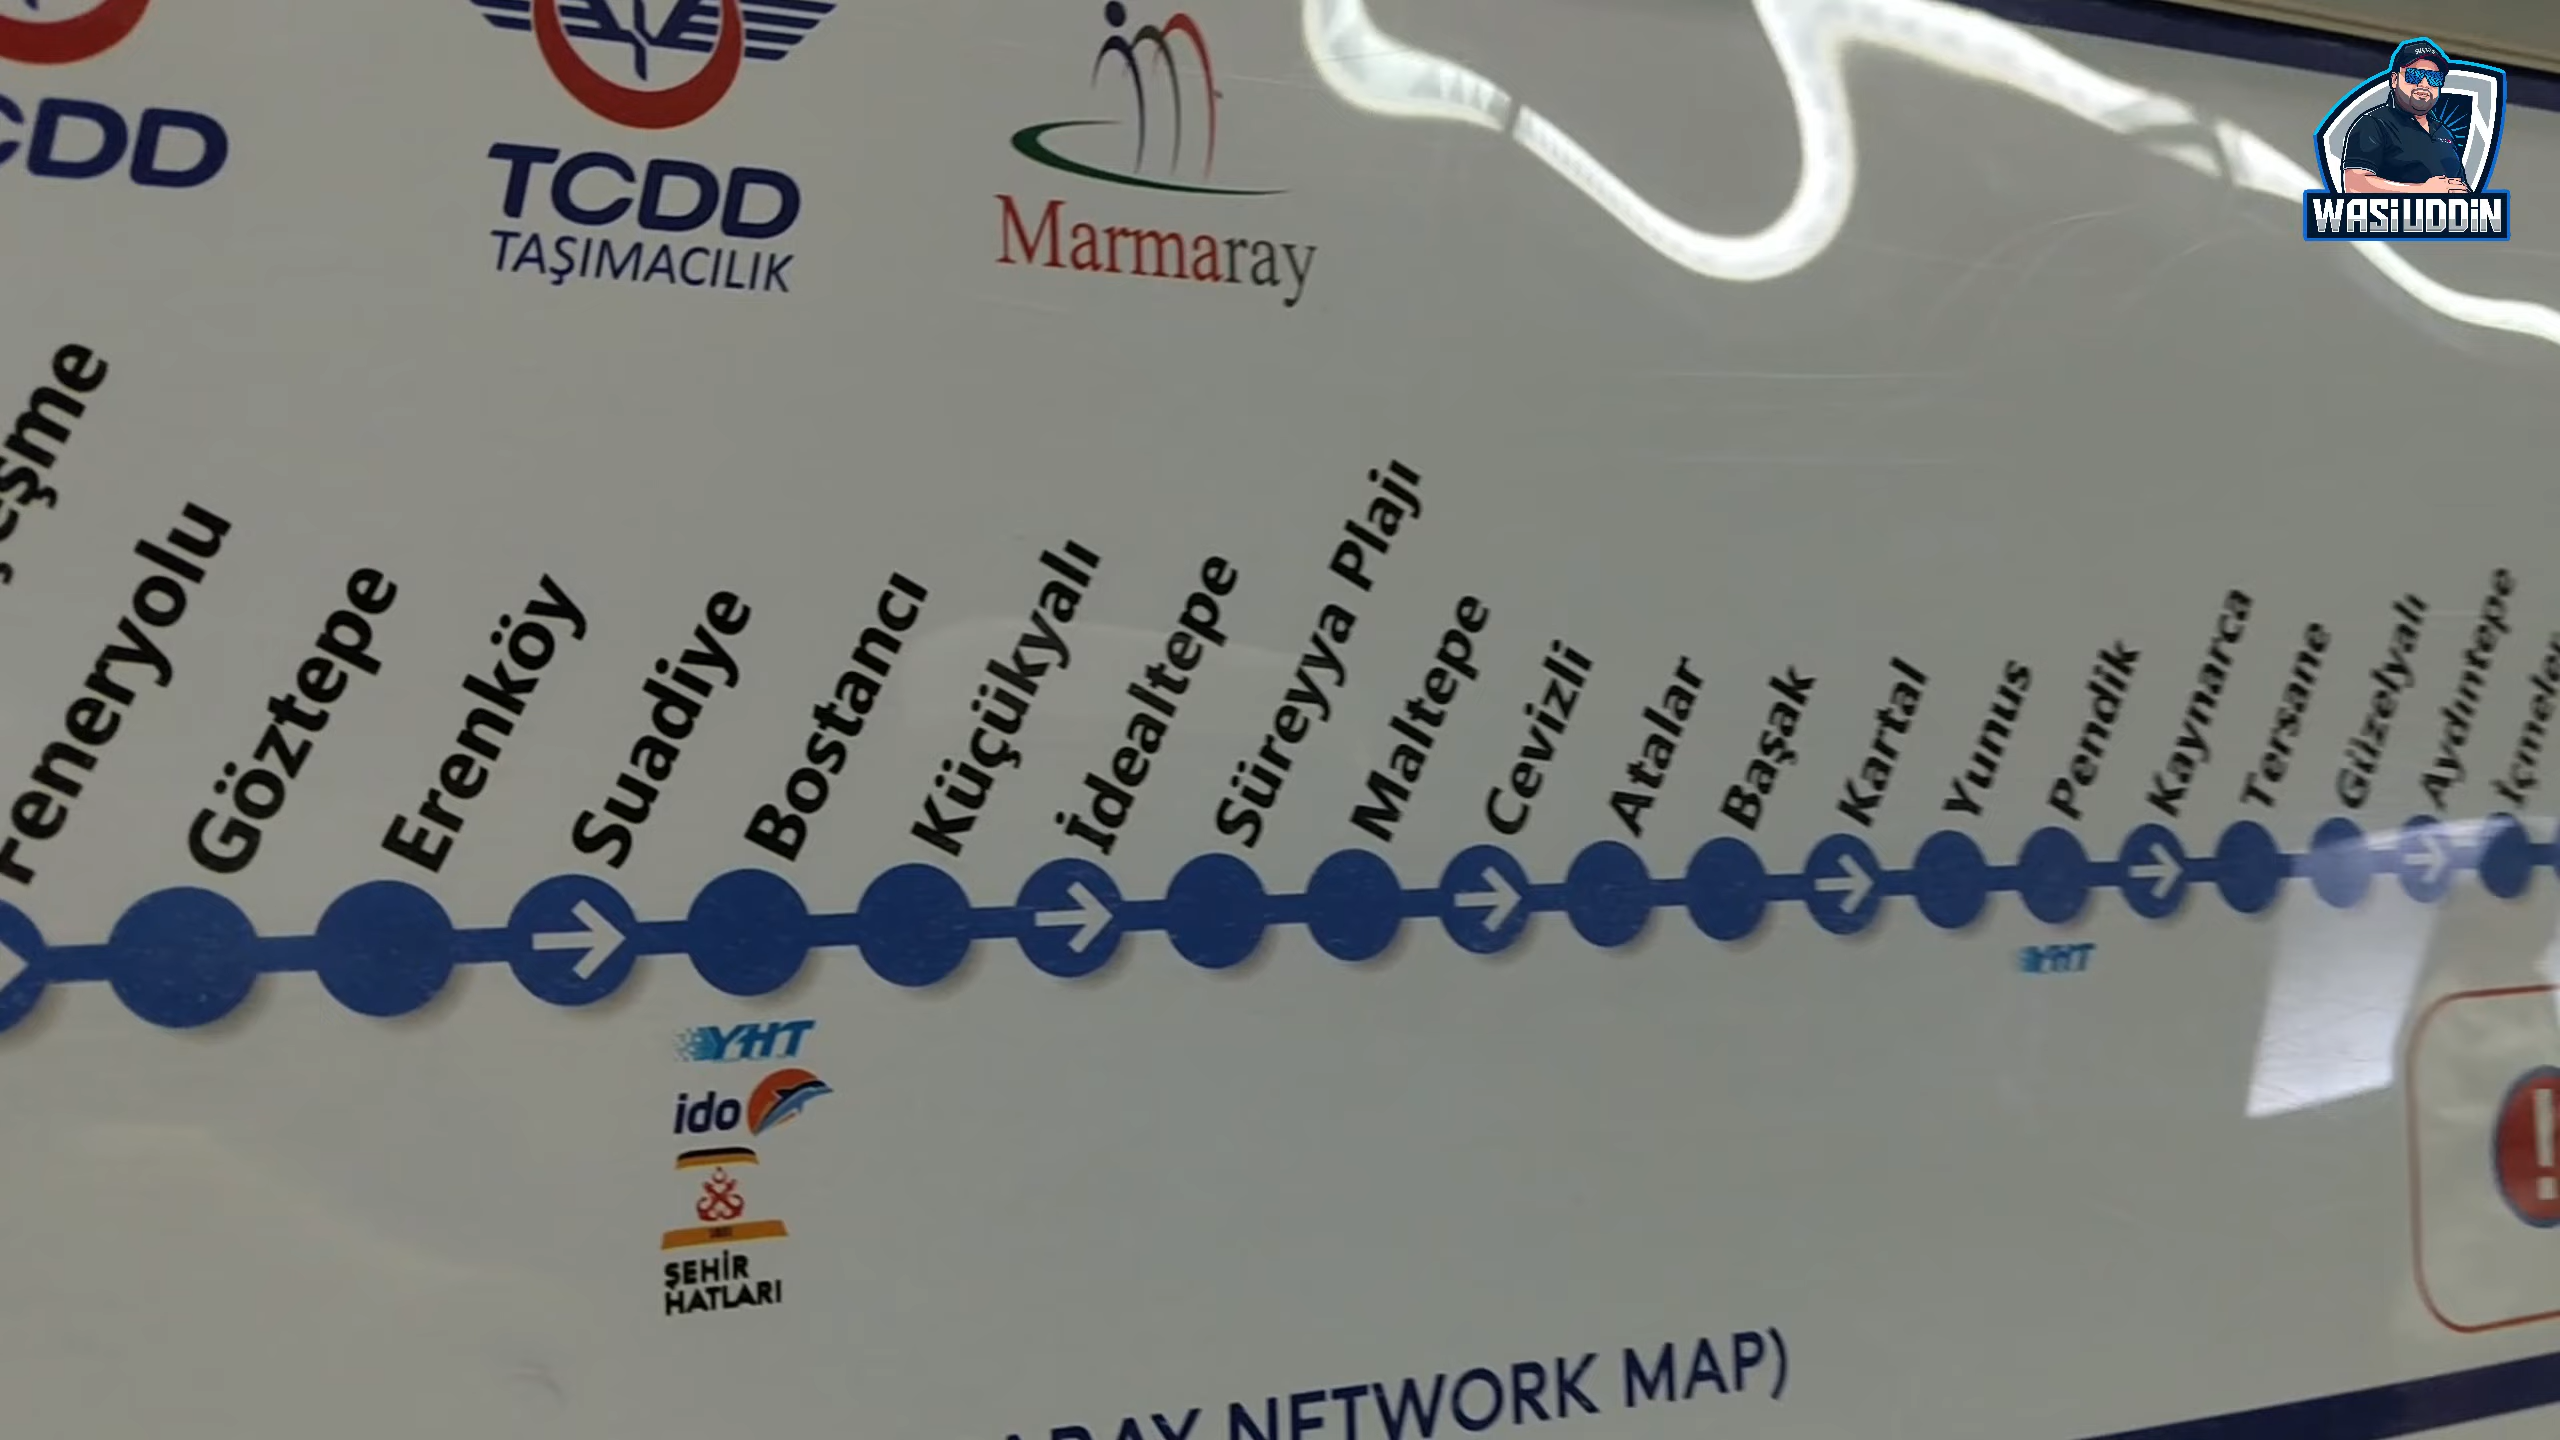 CDD
TCDD
TAŞIMACILIK
Marmaray
WASiUDDiN
Feneryolu
Göztepe
Erenköy
Suadiye
Bostancı
Küçükyalı
İdealtepe
Süreyya Plajı
Maltepe
Cevizli
Atalar
Başak
Kartal
Yunus
Pendik
Kaynarca
Tersane
Güzelyalı
Aydıntepe
YHT
YHT
ido
ŞEHİR
HATLARI
NETWORK MAP)